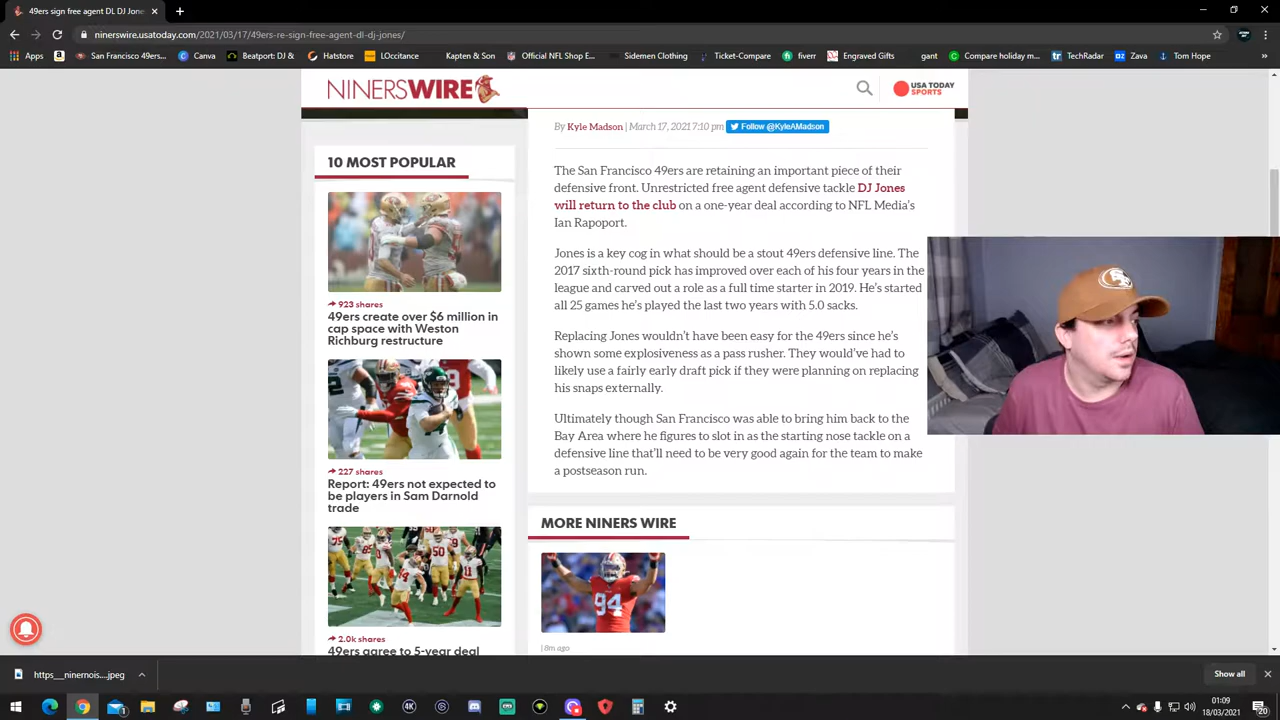 49ers re-sign free agent DL DJ Jo
ninerswire.usatoday.com/2021/03/17/49ers-re-sign-free-agent-dl-dj-jones/
Apps San Francisco 49ers... Canva Beatport DJ Ex... Hatstore LOccitance Kapten & Son Official NFL Shop... Sidemen Clothing Ticket-Compare fiverr Engraved Gifts giant Compare holiday m... TechRadar Zava Tom Hope
NINERSWIRE
USA TODAY
SPORTS
By Kyle Madson | March 17, 2021 7:10 pm Follow @KyleAMadson
10 MOST POPULAR
923 shares
49ers create over $6 million in
cap space with Weston
Richburg restructure
227 shares
Report: 49ers not expected to
be players in Sam Darnold
trade
2.0k shares
49ers agree to 5-year deal
The San Francisco 49ers are retaining an important piece of their
defensive front. Unrestricted free agent defensive tackle DJ Jones
will return to the club on a one-year deal according to NFL Media's
Ian Rapoport.
Jones is a key cog in what should be a stout 49ers defensive line. The
2017 sixth-round pick has improved over each of his four years in the
league and carved out a role as a full time starter in 2019. He's started
all 25 games he's played the last two years with 5.0 sacks.
Replacing Jones wouldn't have been easy for the 49ers since he's
shown some explosiveness as a pass rusher. They would've had to
likely use a fairly early draft pick if they were planning on replacing
his snaps externally.
Ultimately though San Francisco was able to bring him back to the
Bay Area where he figures to slot in as the starting nose tackle on a
defensive line that'll need to be very good again for the team to make
a postseason run.
MORE NINERS WIRE
94
| 8m ago
https__ninernois....jpeg
Show all
01:09
18/03/2021
20